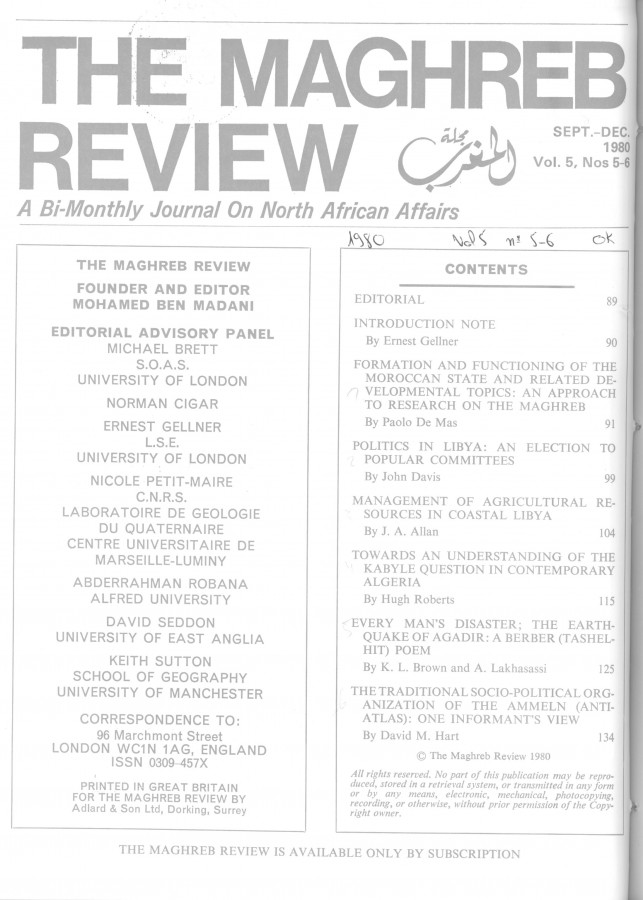 THE MAGHREB
REVIEW
مجلة
المغرب
SEPT.–DEC.
1980
Vol. 5, Nos 5-6
A Bi-Monthly Journal On North African Affairs
1980 Vol 5 nº 5-6 OK
THE MAGHREB REVIEW
FOUNDER AND EDITOR
MOHAMED BEN MADANI
EDITORIAL ADVISORY PANEL
MICHAEL BRETT
S.O.A.S.
UNIVERSITY OF LONDON
NORMAN CIGAR
ERNEST GELLNER
L.S.E.
UNIVERSITY OF LONDON
NICOLE PETIT-MAIRE
C.N.R.S.
LABORATOIRE DE GEOLOGIE
DU QUATERNAIRE
CENTRE UNIVERSITAIRE DE
MARSEILLE-LUMINY
ABDERRAHMAN ROBANA
ALFRED UNIVERSITY
DAVID SEDDON
UNIVERSITY OF EAST ANGLIA
KEITH SUTTON
SCHOOL OF GEOGRAPHY
UNIVERSITY OF MANCHESTER
CORRESPONDENCE TO:
96 Marchmont Street
LONDON WC1N 1AG, ENGLAND
ISSN 0309-457X
PRINTED IN GREAT BRITAIN
FOR THE MAGHREB REVIEW BY
Adlard & Son Ltd, Dorking, Surrey
CONTENTS
EDITORIAL 89
INTRODUCTION NOTE
By Ernest Gellner 90
FORMATION AND FUNCTIONING OF THE
MOROCCAN STATE AND RELATED DE-
VELOPMENTAL TOPICS: AN APPROACH
TO RESEARCH ON THE MAGHREB
By Paolo De Mas 91
POLITICS IN LIBYA: AN ELECTION TO
POPULAR COMMITTEES
By John Davis 99
MANAGEMENT OF AGRICULTURAL RE-
SOURCES IN COASTAL LIBYA
By J. A. Allan 104
TOWARDS AN UNDERSTANDING OF THE
KABYLE QUESTION IN CONTEMPORARY
ALGERIA
By Hugh Roberts 115
EVERY MAN'S DISASTER; THE EARTH-
QUAKE OF AGADIR: A BERBER (TASHEL-
HIT) POEM
By K. L. Brown and A. Lakhasassi 125
THE TRADITIONAL SOCIO-POLITICAL ORG-
ANIZATION OF THE AMMELN (ANTI-
ATLAS): ONE INFORMANT'S VIEW
By David M. Hart 134
© The Maghreb Review 1980
All rights reserved. No part of this publication may be repro-
duced, stored in a retrieval system, or transmitted in any form
or by any means, electronic, mechanical, photocopying,
recording, or otherwise, without prior permission of the Copy-
right owner.
THE MAGHREB REVIEW IS AVAILABLE ONLY BY SUBSCRIPTION